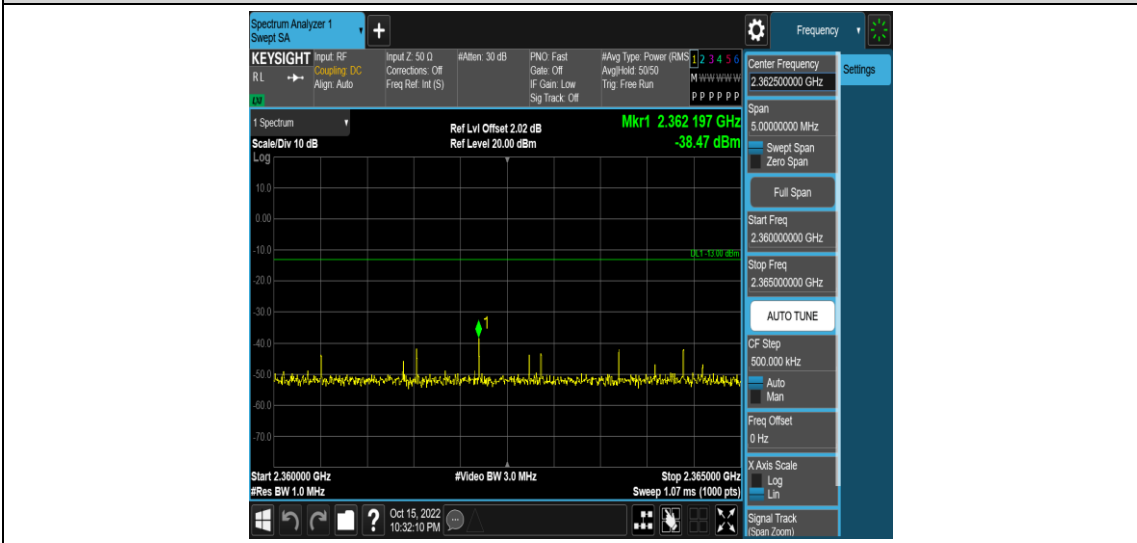 Spectrum Analyzer 1
Swept SA
+
Frequency
KEYSIGHT
RL
LXI
Input: RF
Coupling: DC
Align: Auto
Input Z: 50 Ω
Corrections: Off
Freq Ref: Int (S)
#Atten: 30 dB
PNO: Fast
Gate: Off
IF Gain: Low
Sig Track: Off
#Avg Type: Power (RMS
Avg|Hold: 50/50
Trig: Free Run
1 2 3 4 5 6
M W W W W W
P P P P P P
1 Spectrum
Scale/Div 10 dB
Log
Ref Lvl Offset 2.02 dB
Ref Level 20.00 dBm
Mkr1 2.362 197 GHz
-38.47 dBm
10.0
0.00
-10.0
DL1 -13.00 dBm
-20.0
-30.0
1
-40.0
-50.0
-60.0
-70.0
Start 2.360000 GHz
#Res BW 1.0 MHz
#Video BW 3.0 MHz
Stop 2.365000 GHz
Sweep 1.07 ms (1000 pts)
Center Frequency
2.362500000 GHz
Settings
Span
5.00000000 MHz
Swept Span
Zero Span
Full Span
Start Freq
2.360000000 GHz
Stop Freq
2.365000000 GHz
AUTO TUNE
CF Step
500.000 kHz
Auto
Man
Freq Offset
0 Hz
X Axis Scale
Log
Lin
Signal Track
(Span Zoom)
?
Oct 15, 2022
10:32:10 PM